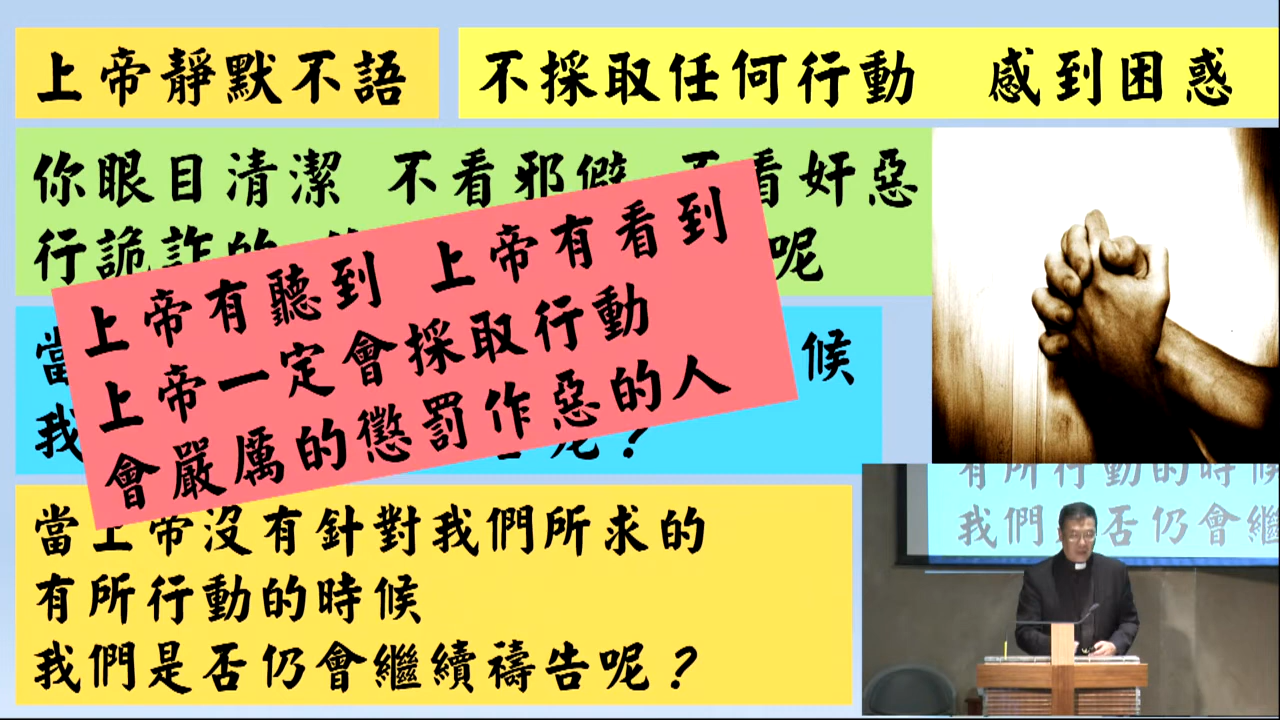 上帝靜默不語
不採取任何行動 感到困惑
你眼目清潔 不看邪僻 不看奸惡
行詭詐的 呢
上帝有聽到 上帝有看到
上帝一定會採取行動
會嚴厲的懲罰作惡的人
當 候
我 呢？
當上帝沒有針對我們所求的
有所行動的時候
我們是否仍會繼續禱告呢？
有所行動的時候
我們是否仍會繼